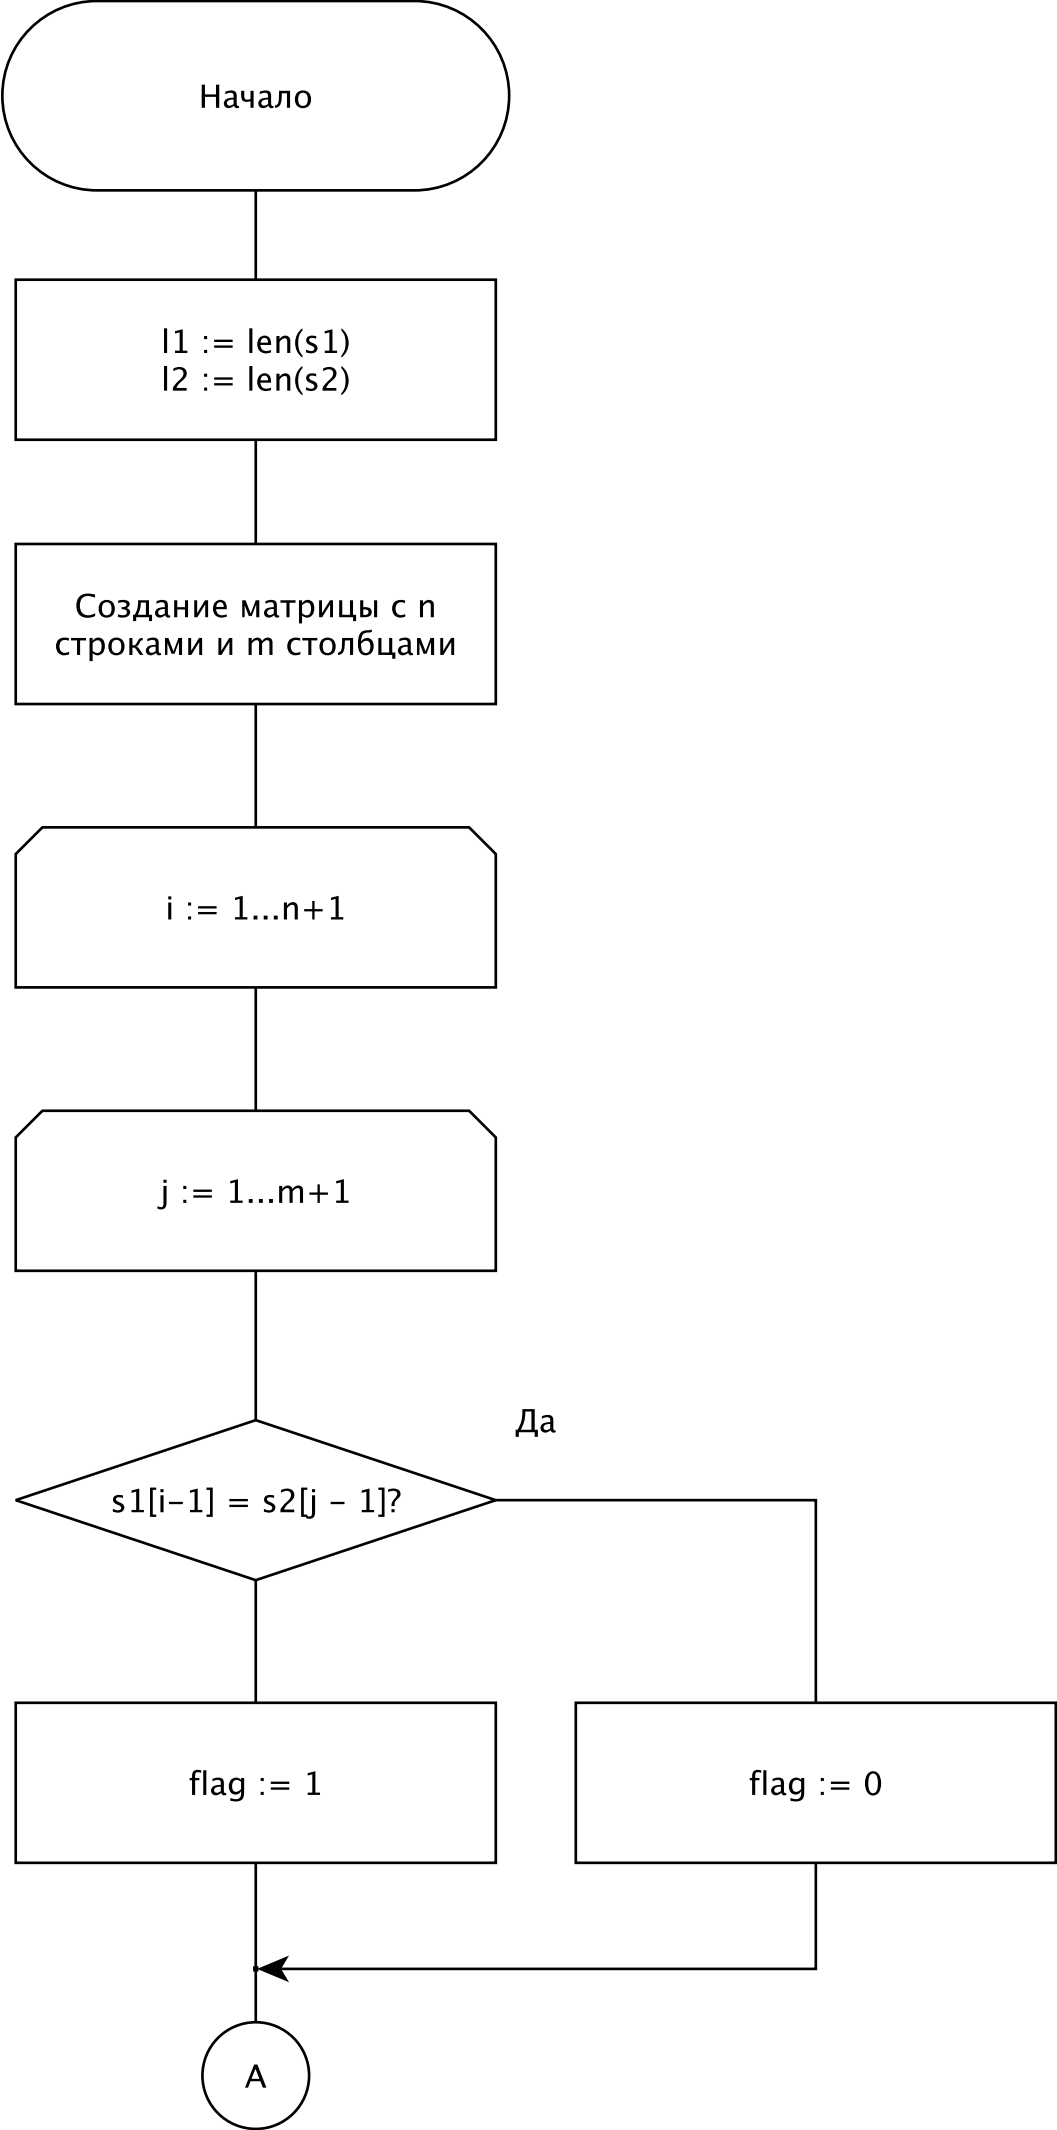 Начало
l1 := len(s1)
l2 := len(s2)
Создание матрицы с n
строками и m столбцами
i := 1...n+1
j := 1...m+1
Да
s1[i-1] = s2[j - 1]?
flag := 1
flag := 0
A